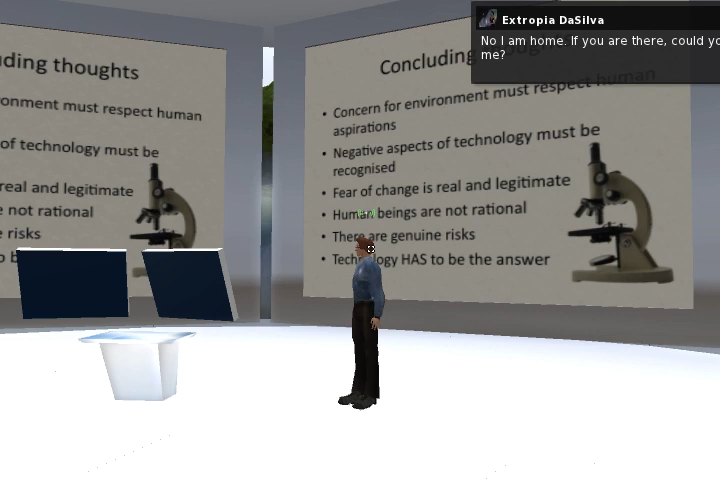 uding thoughts
onment must respect human
of technology must be
real and legitimate
e not rational
e risks
Concluding thoughts
• Concern for environment must respect human
aspirations
• Negative aspects of technology must be
recognised
• Fear of change is real and legitimate
• Human beings are not rational
• There are genuine risks
• Technology HAS to be the answer
Extropia DaSilva
No I am home. If you are there, could yo
me?